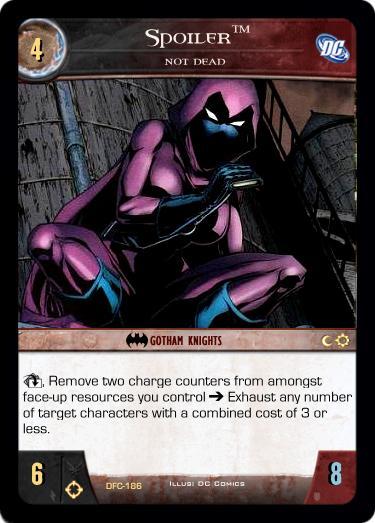 4
SPOILER™
NOT DEAD
DC
GOTHAM KNIGHTS
, Remove two charge counters from amongst
face-up resources you control ➔ Exhaust any number
of target characters with a combined cost of 3 or
less.
6
DFC-186
ILLUS: DC COMICS
8